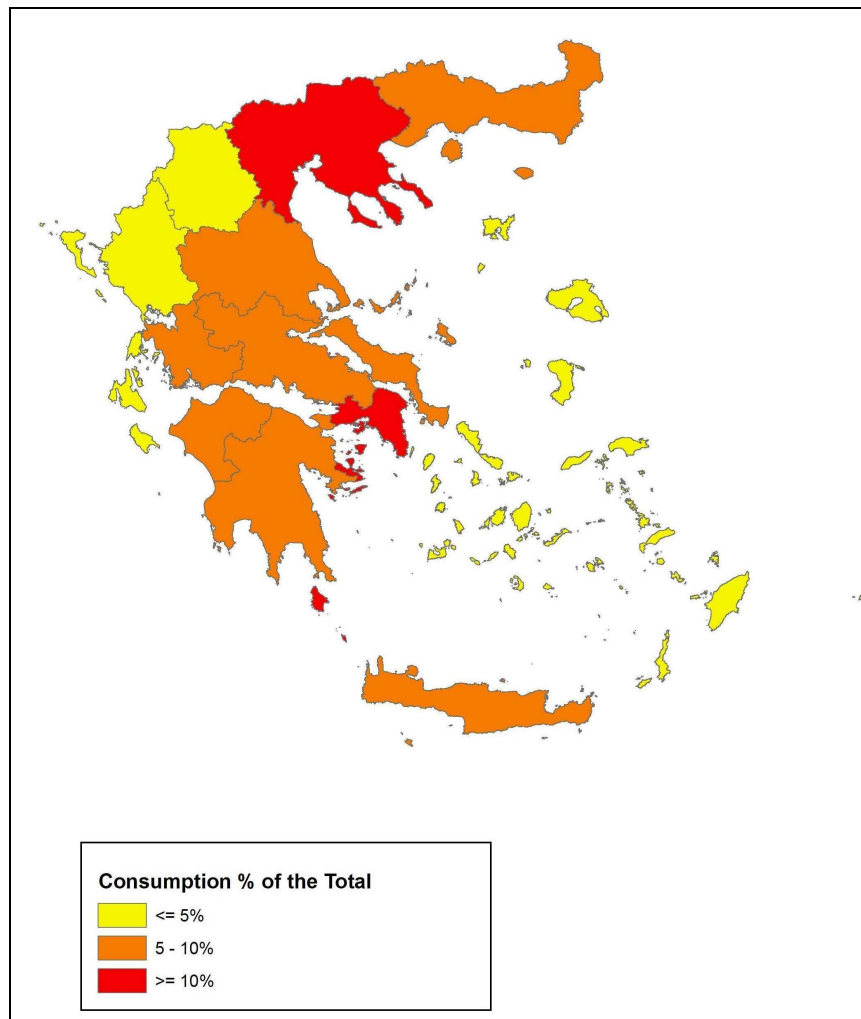 Consumption % of the Total
<= 5%
5 - 10%
>= 10%